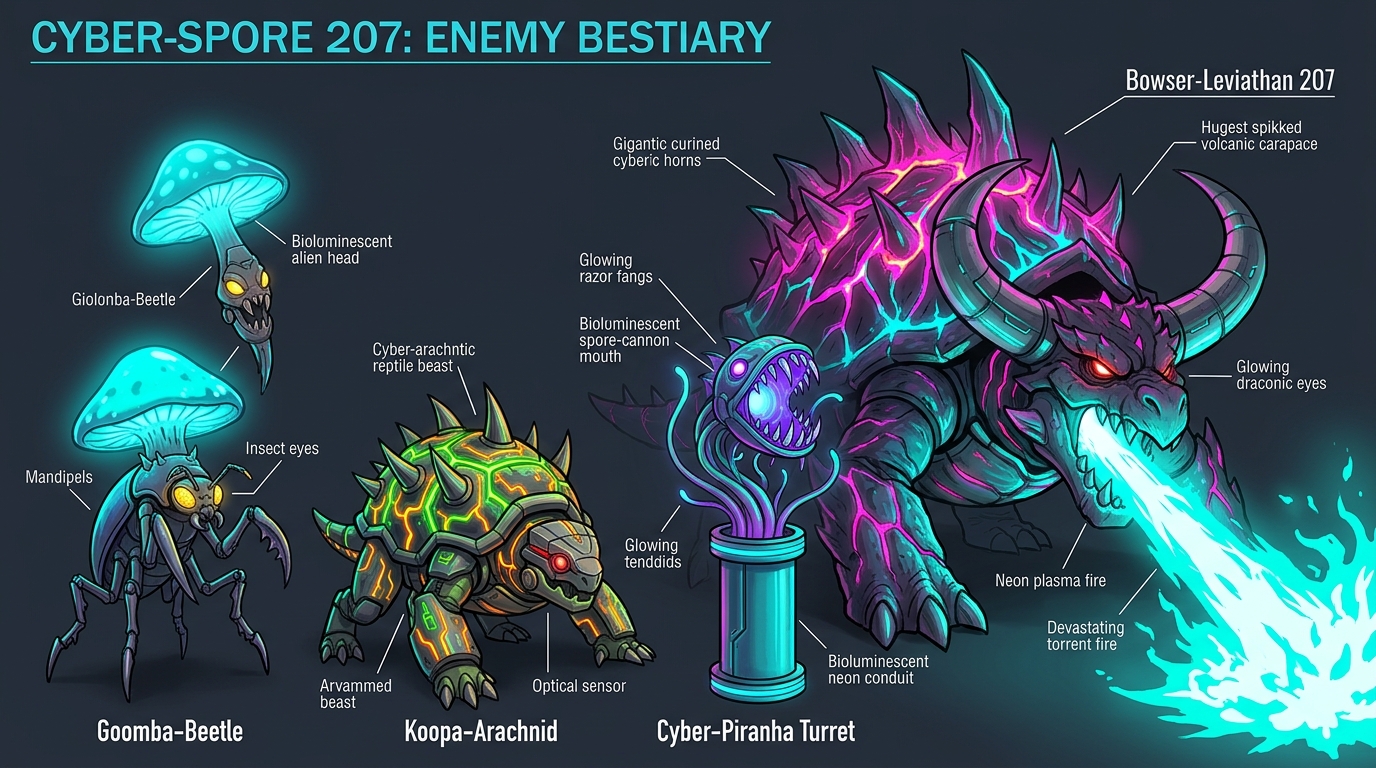 CYBER-SPORE 207: ENEMY BESTIARY
Bowser-Leviathan 207
Gigantic curined
cyberic horns
Hugest spikked
volcanic carapace
Bioluminescent
alien head
Giolonba-Beetle
Glowing
razor fangs
Bioluminescent
spore-cannon
mouth
Cyber-arachntic
reptile beast
Glowing
draconic eyes
Insect eyes
Mandipels
Glowing
tenddids
Neon plasma fire
Devastating
torrent fire
Bioluminescent
neon conduit
Arvammed
beast
Optical sensor
Goomba-Beetle
Koopa-Arachnid
Cyber-Piranha Turret